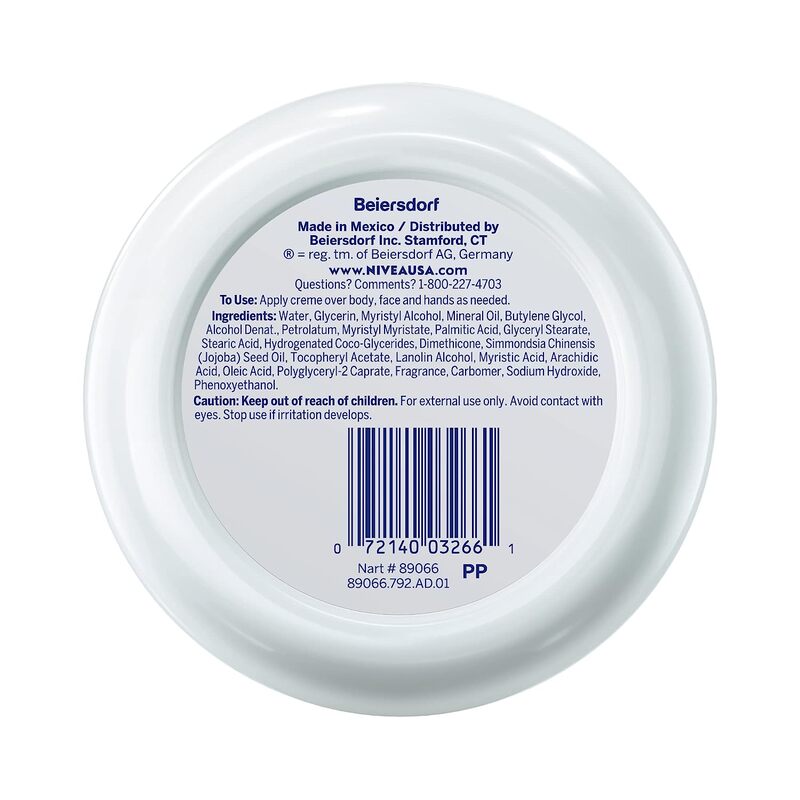 Beiersdorf
Made in Mexico / Distributed by
Beiersdorf Inc. Stamford, CT
® = reg. tm. of Beiersdorf AG, Germany
www.NIVEAUSA.com
Questions? Comments? 1-800-227-4703
To Use: Apply creme over body, face and hands as needed.
Ingredients: Water, Glycerin, Myristyl Alcohol, Mineral Oil, Butylene Glycol,
Alcohol Denat., Petrolatum, Myristyl Myristate, Palmitic Acid, Glyceryl Stearate,
Stearic Acid, Hydrogenated Coco-Glycerides, Dimethicone, Simmondsia Chinensis
(Jojoba) Seed Oil, Tocopheryl Acetate, Lanolin Alcohol, Myristic Acid, Arachidic
Acid, Oleic Acid, Polyglyceryl-2 Caprate, Fragrance, Carbomer, Sodium Hydroxide,
Phenoxyethanol.
Caution: Keep out of reach of children. For external use only. Avoid contact with
eyes. Stop use if irritation develops.
0 72140 03266 1
Nart # 89066 PP
89066.792.AD.01